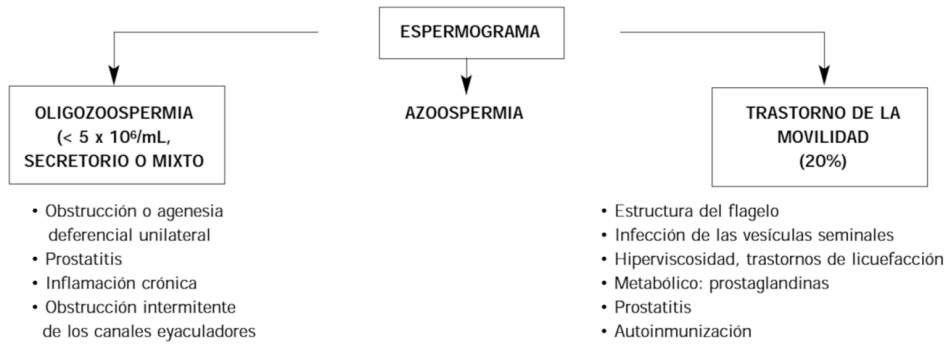 ESPERMOGRAMA
OLIGOZOOSPERMIA
(< 5 x 10⁶/mL,
SECRETORIO O MIXTO
• Obstrucción o agenesia
deferencial unilateral
• Prostatitis
• Inflamación crónica
• Obstrucción intermitente
de los canales eyaculadores
AZOOSPERMIA
TRASTORNO DE LA
MOVILIDAD
(20%)
• Estructura del flagelo
• Infección de las vesículas seminales
• Hiperviscosidad, trastornos de licuefacción
• Metabólico: prostaglandinas
• Prostatitis
• Autoinmunización